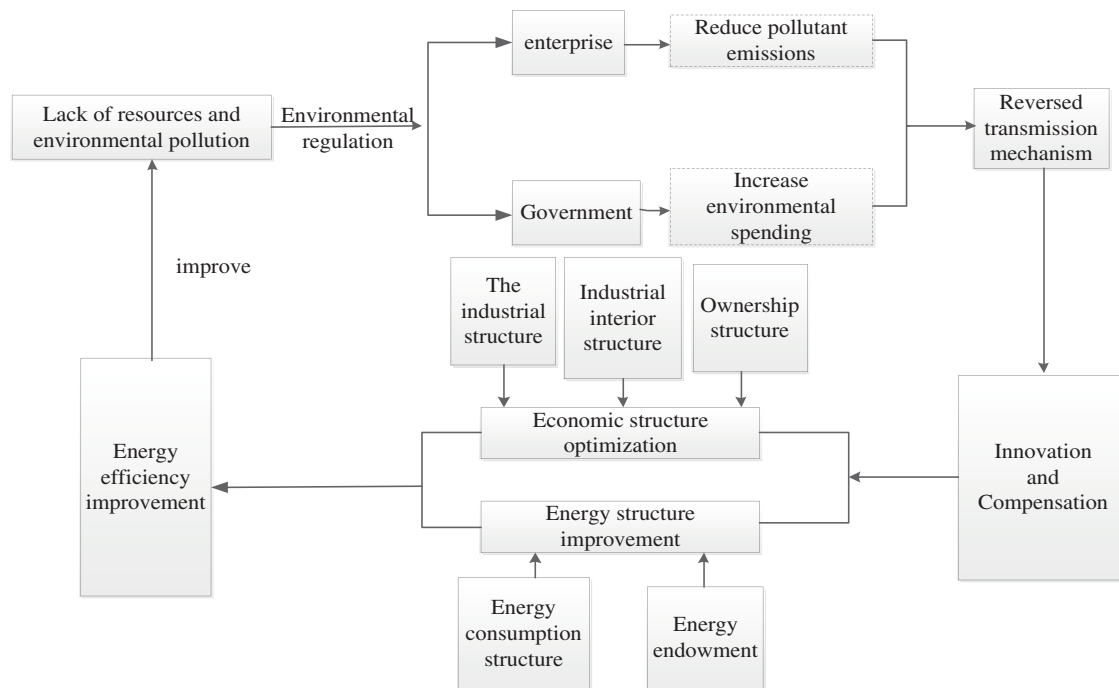 enterprise
Reduce pollutant
emissions
Lack of resources and
environmental pollution
Environmental
regulation
Reversed
transmission
mechanism
Government
Increase
environmental
spending
improve
The
industrial
structure
Industrial
interior
structure
Ownership
structure
Economic structure
optimization
Energy
efficiency
improvement
Innovation
and
Compensation
Energy structure
improvement
Energy
consumption
structure
Energy
endowment